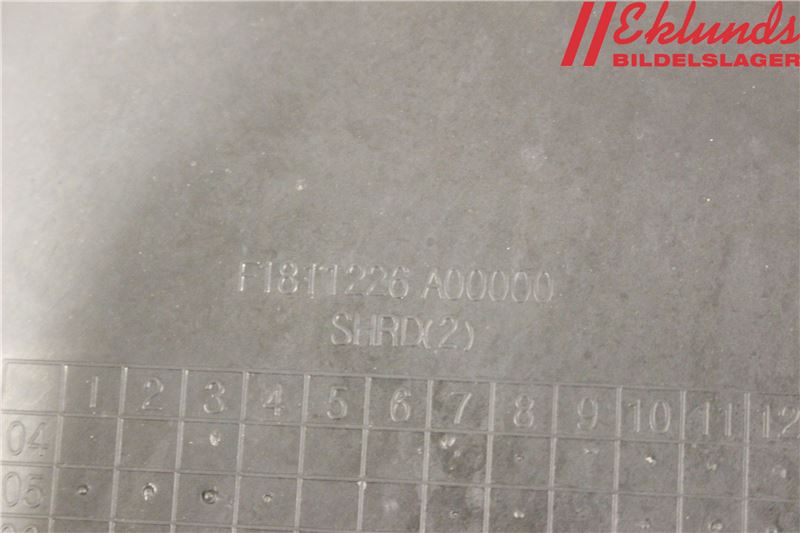 Eklunds
BILDELSLAGER
F1811226 A00000
SHRD(2)
1 2 3 4 5 6 7 8 9 10 11 12
04
05